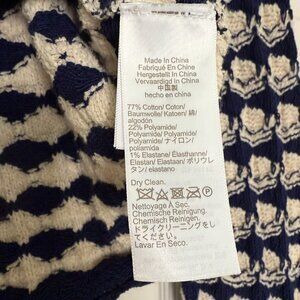 Made In China
Fabriqué En Chine
Hergestellt In China
Vervaardigd in China
中国製
hecho en china
77% Cotton/ Coton/
Baumwolle/ Katoen/ 綿/
algodón
22% Polyamide/
Polyamide/ Polyamid/
Polyamide/ ナイロン/
poliamida
1% Elastane/ Élasthanne/
Elastan/ Elastaan/ ポリウレ
タン/ elastano
Dry Clean.
Nettoyage À Sec.
Chemische Reinigung.
Chemisch Reinigen.
ドライクリーニングをし
てください。
Lavar En Seco.